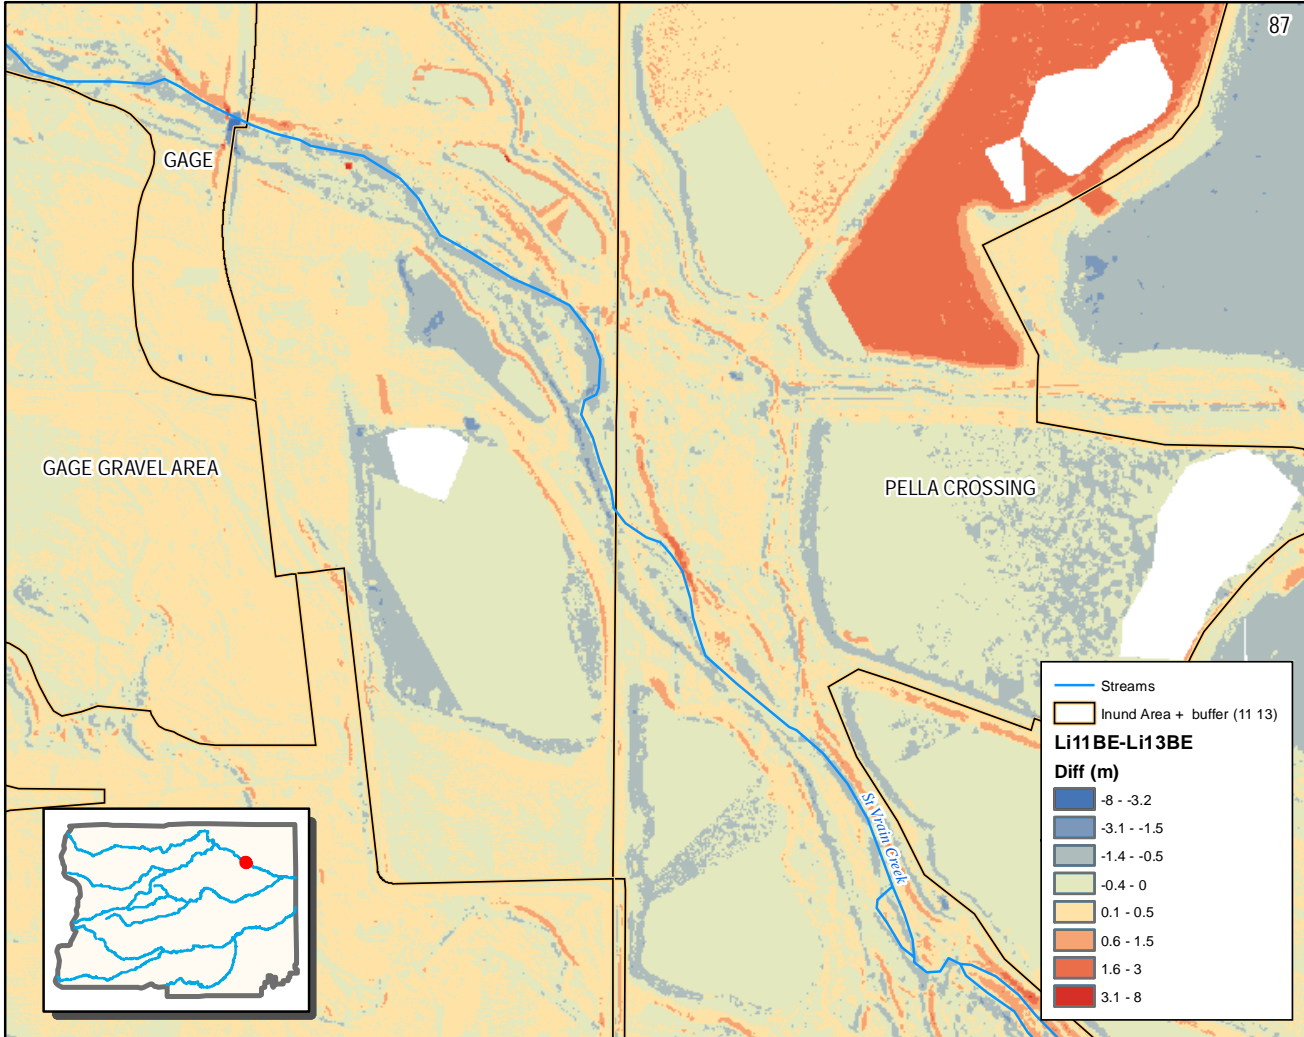 87
GAGE
GAGE GRAVEL AREA
PELLA CROSSING
St Vrain Creek
Streams
Inund Area + buffer (11 13)
Li11BE-Li13BE
Diff (m)
-8 - -3.2
-3.1 - -1.5
-1.4 - -0.5
-0.4 - 0
0.1 - 0.5
0.6 - 1.5
1.6 - 3
3.1 - 8